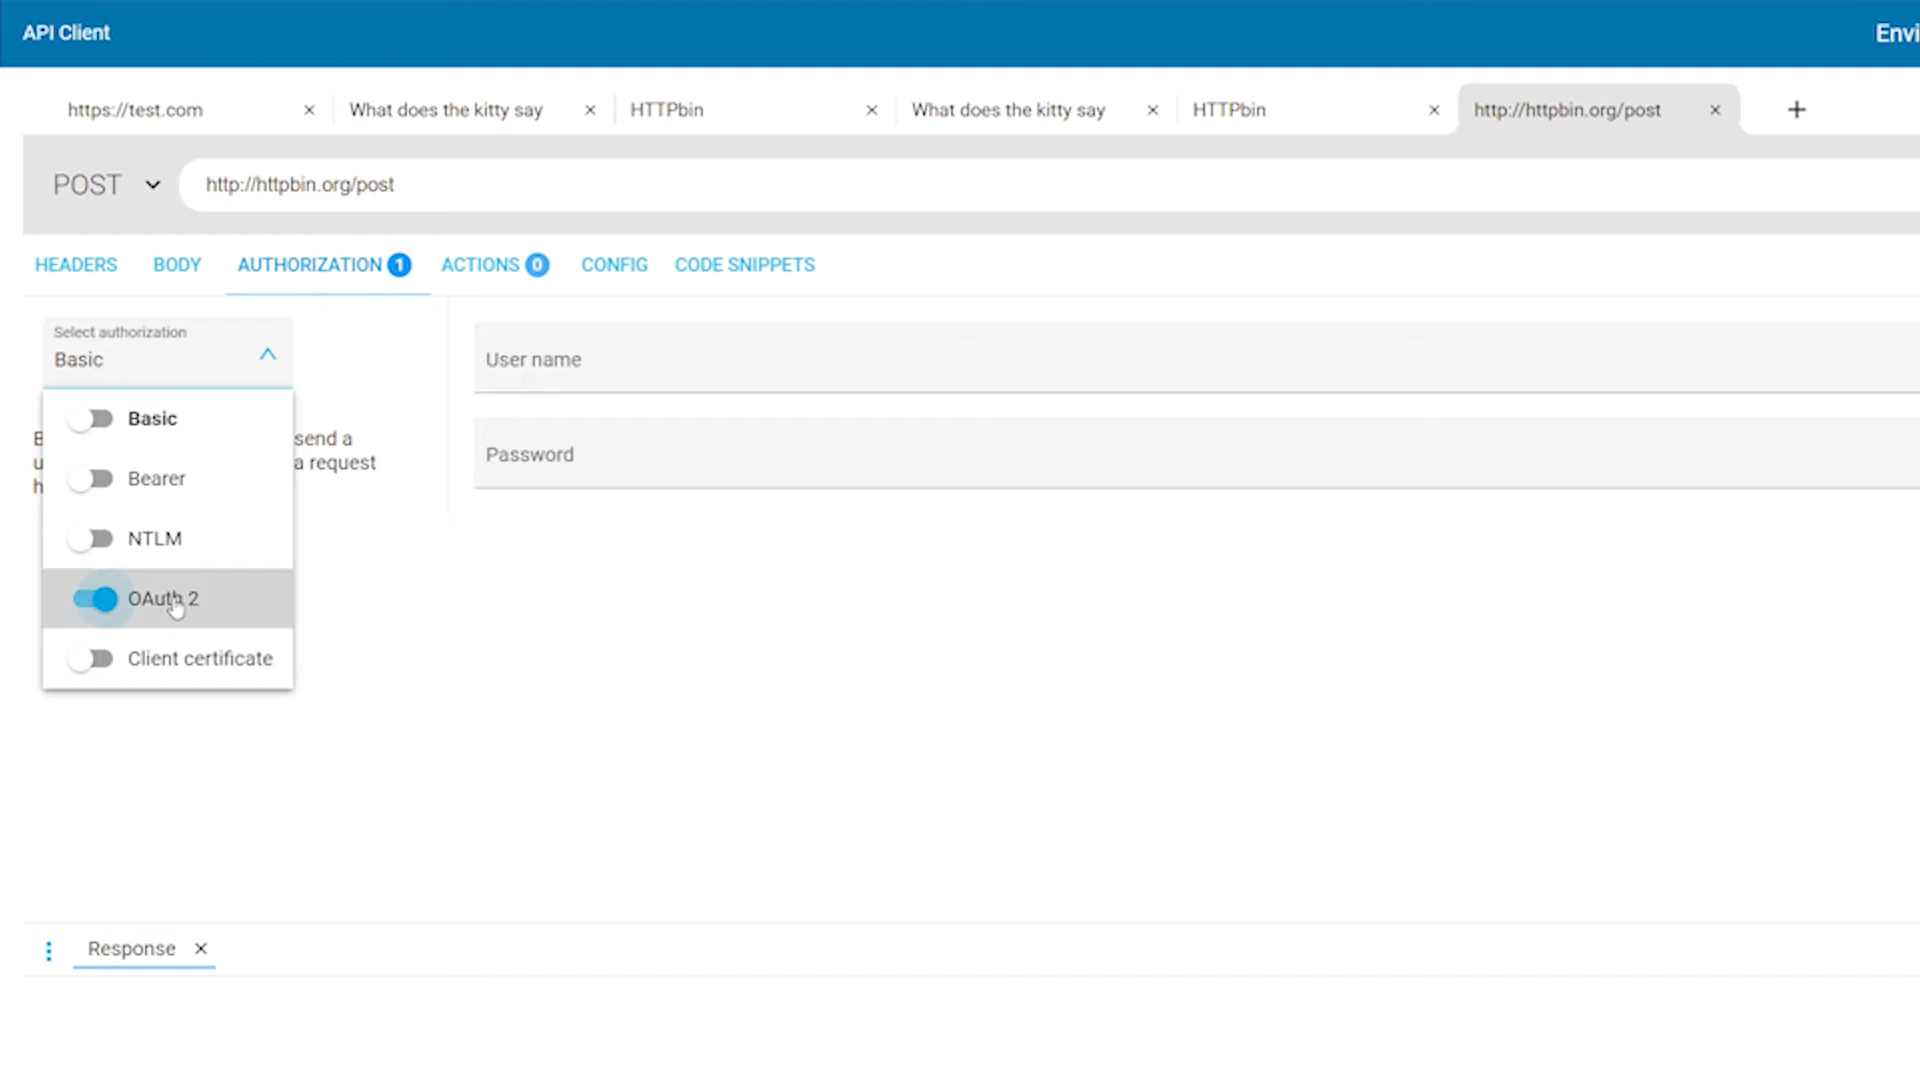 API Client
Envi
https://test.com
What does the kitty say
HTTPbin
What does the kitty say
HTTPbin
http://httpbin.org/post
POST
http://httpbin.org/post
HEADERS
BODY
AUTHORIZATION 1
ACTIONS 0
CONFIG
CODE SNIPPETS
Select authorization
Basic
User name
Password
Basic
send a
a request
Bearer
NTLM
OAuth 2
Client certificate
Response